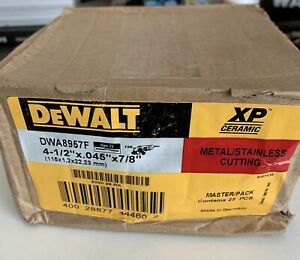 DEWALT
XP
CERAMIC
DWA8957F
4-1/2"x.045"x7/8"
(115x1,2x22.23 mm)
METAL/STAINLESS
CUTTING
MASTER/PACK
Contains 25 PCS.
Made in Germany